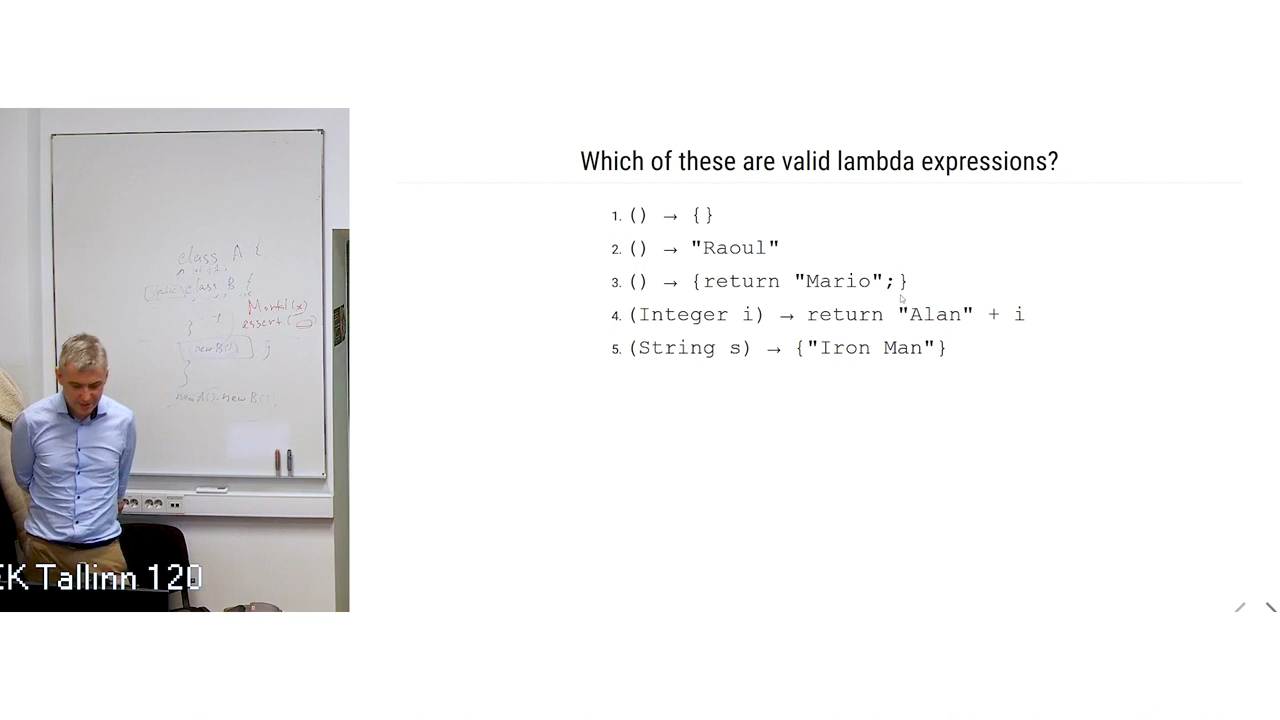 Which of these are valid lambda expressions?
1. () → {}
2. () → "Raoul"
3. () → {return "Mario";}
4. (Integer i) → return "Alan" + i
5. (String s) → {"Iron Man"}
class A {
class B {
Mortal(x)
assert (
}
new B()
}
}
new A().new B();
EK Tallinn 120